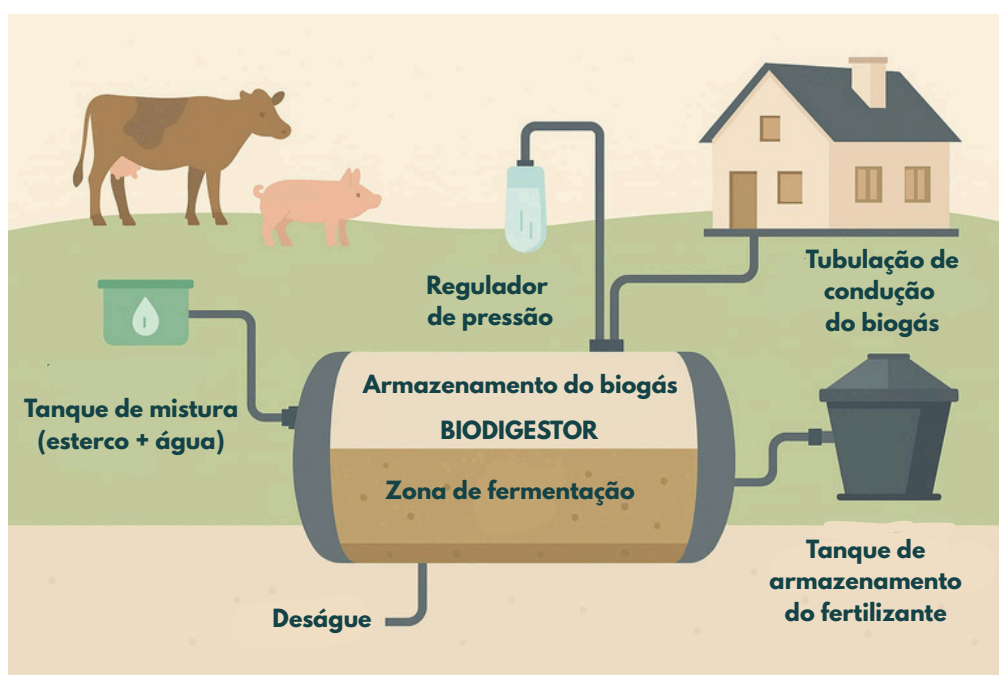 Regulador
de pressão
Tubulação de
condução
do biogás
Tanque de mistura
(esterco + água)
Armazenamento do biogás
BIODIGESTOR
Zona de fermentação
Tanque de
armazenamento
do fertilizante
Deságue